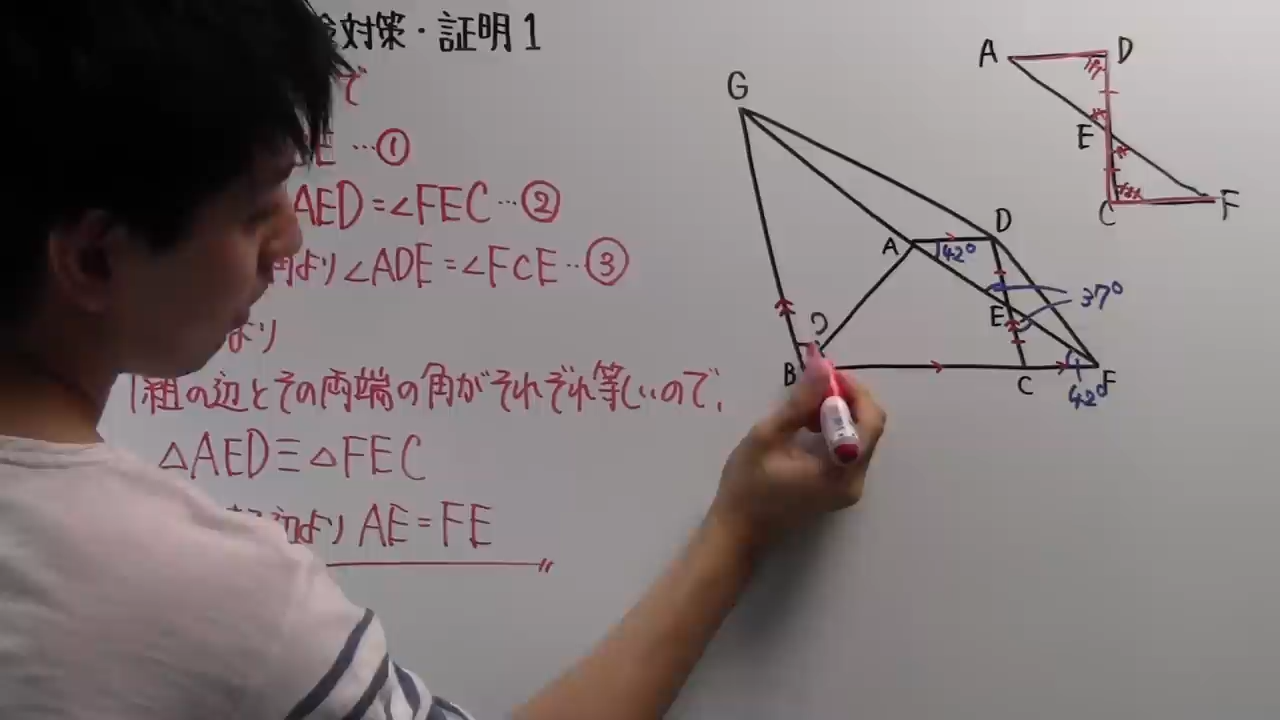 対策・証明1
で
E …①
AED=∠FEC…②
より∠ADE=∠FCE…③
より
1組の辺とその両端の角がそれぞれ等しいので,
△AED≡△FEC
より AE=FE
G
A
D
42°
E
37°
B
C
F
42°
A
D
E
C
F